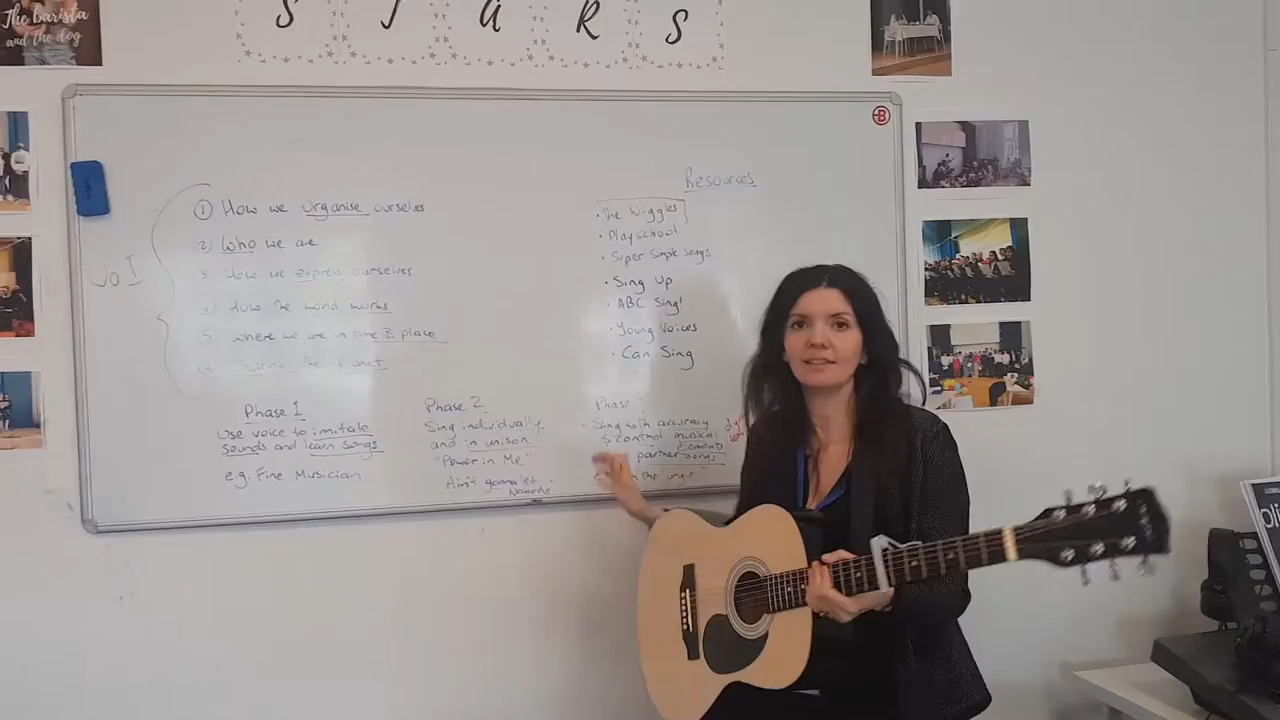 The barista
and the dog
S T A R S
Resources
① How we organise ourselves
2) Who we are
3 How we express ourselves
4 How the world works
5. where we are in time & place
6 Sharing the Planet
UoI
• The Wiggles
• Playschool
• Super Simple Songs
• Sing Up
• ABC Sing!
• Young Voices
• Can Sing
Phase 1
Use voice to imitate
sounds and learn songs
e.g. Fine Musician
Phase 2
Sing individually
and in unison.
"Power in Me"
Ain't gonna let
Nobody
Phase
- Sing with accuracy
& control musical
elements
partner songs
B